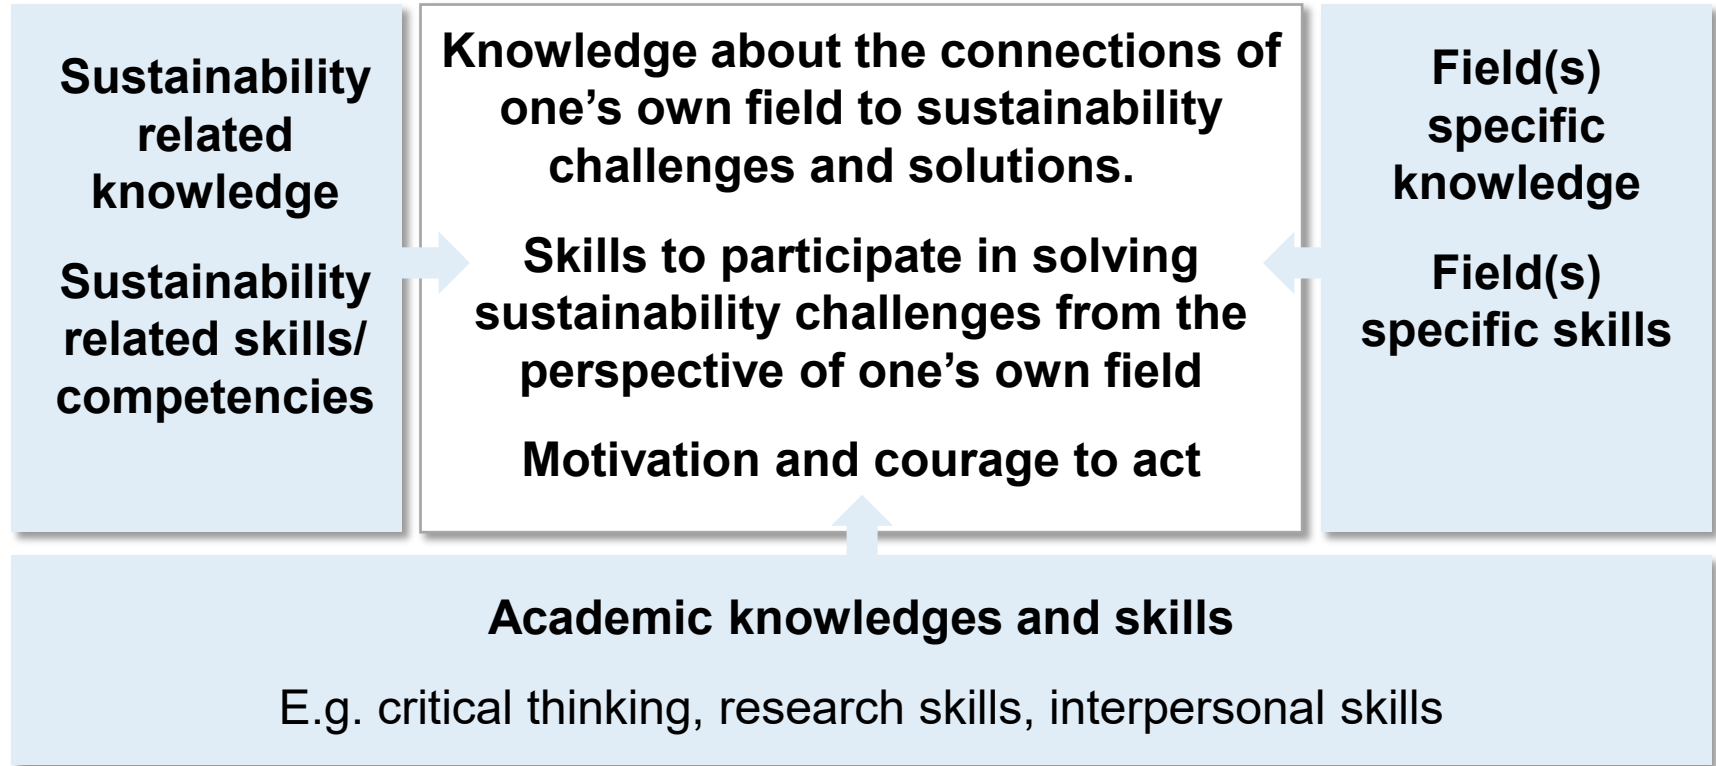 Sustainability
related
knowledge
Sustainability
related skills/
competencies
Knowledge about the connections of
one’s own field to sustainability
challenges and solutions.
Skills to participate in solving
sustainability challenges from the
perspective of one’s own field
Motivation and courage to act
Field(s)
specific
knowledge
Field(s)
specific skills
Academic knowledges and skills
E.g. critical thinking, research skills, interpersonal skills